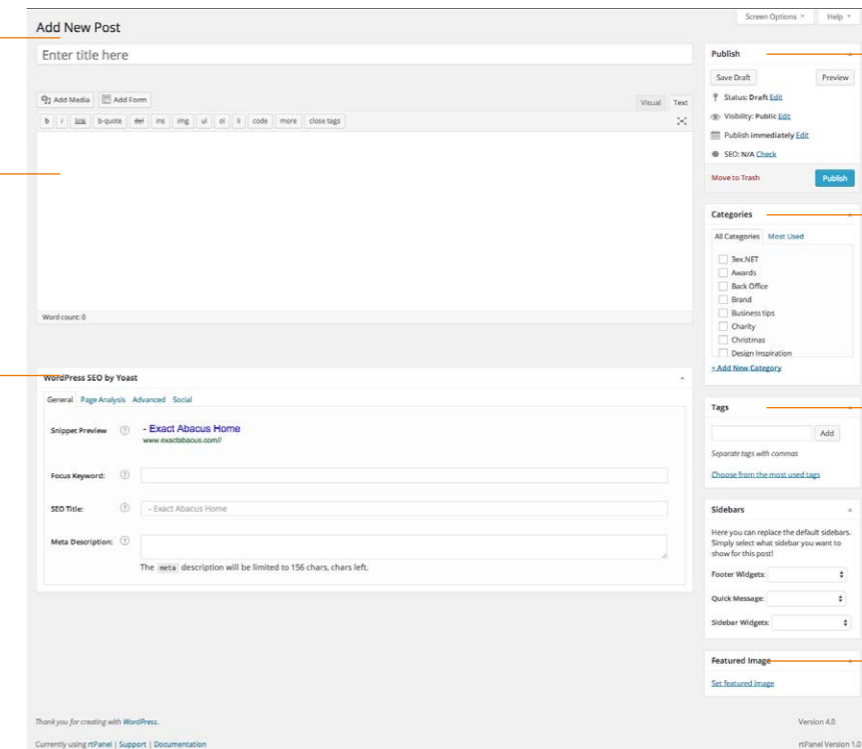 Screen Options Help
Add New Post
Enter title here
Add Media Add Form
Visual Text
b i link b-quote del ins img ul ol li code more close tags
Word count: 0
WordPress SEO by Yoast
General Page Analysis Advanced Social
Snippet Preview ? - Exact Abacus Home
www.exactabacus.com//
Focus Keyword: ?
SEO Title: ? - Exact Abacus Home
Meta Description: ?
The meta description will be limited to 156 chars, chars left.
Publish
Save Draft Preview
Status: Draft Edit
Visibility: Public Edit
Publish immediately Edit
SEO: N/A Check
Move to Trash Publish
Categories
All Categories Most Used
3ex.NET
Awards
Back Office
Brand
Business tips
Charity
Christmas
Design Inspiration
+ Add New Category
Tags
Add
Separate tags with commas
Choose from the most used tags
Sidebars
Here you can replace the default sidebars.
Simply select what sidebar you want to
show for this post!
Footer Widgets:
Quick Message:
Sidebar Widgets:
Featured Image
Set featured image
Thank you for creating with WordPress. Version 4.0
Currently using rtPanel | Support | Documentation rtPanel Version 1.0